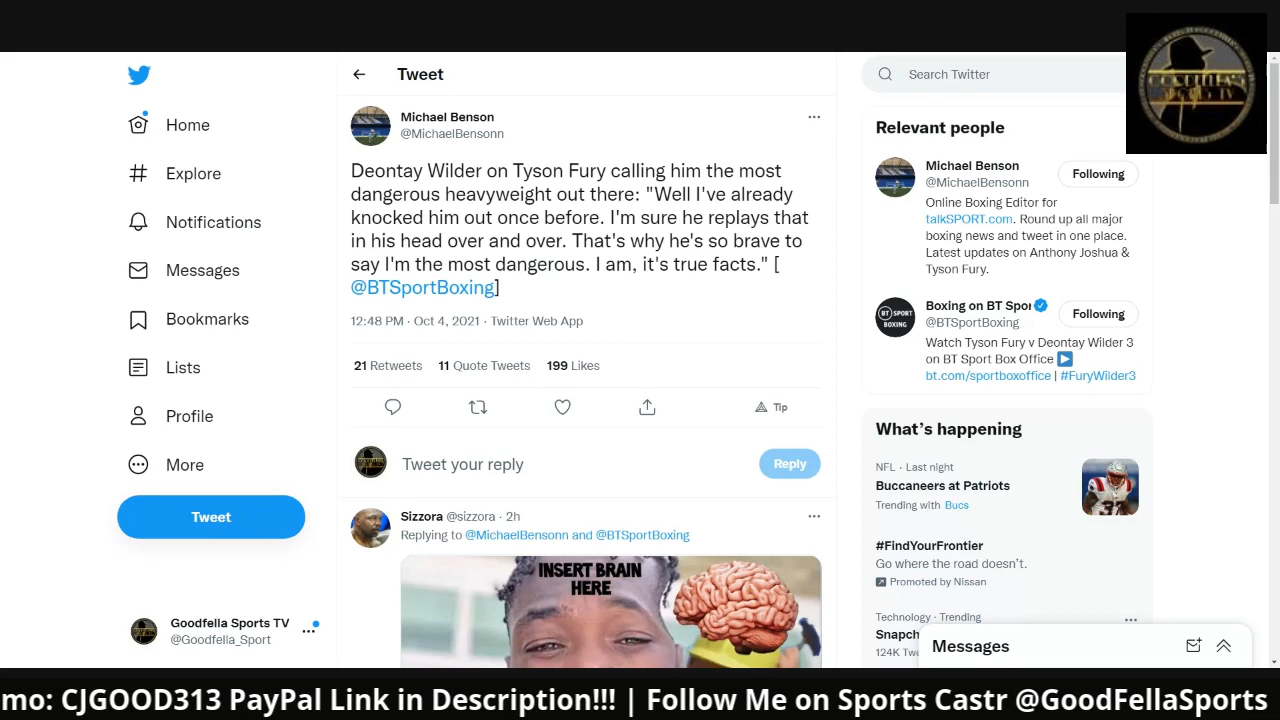 GOODFELLA'S
SPORTS TV
Tweet
Search Twitter
Home
Explore
Notifications
Messages
Bookmarks
Lists
Profile
More
Tweet
Goodfella Sports TV
@Goodfella_Sport
Michael Benson
@MichaelBensonn
Deontay Wilder on Tyson Fury calling him the most
dangerous heavyweight out there: "Well I've already
knocked him out once before. I'm sure he replays that
in his head over and over. That's why he's so brave to
say I'm the most dangerous. I am, it's true facts." [
@BTSportBoxing]
12:48 PM · Oct 4, 2021 · Twitter Web App
21 Retweets 11 Quote Tweets 199 Likes
Tip
Tweet your reply
Reply
Sizzora @sizzora · 2h
Replying to @MichaelBensonn and @BTSportBoxing
INSERT BRAIN
HERE
Relevant people
Michael Benson
@MichaelBensonn
Following
Online Boxing Editor for
talkSPORT.com. Round up all major
boxing news and tweet in one place.
Latest updates on Anthony Joshua &
Tyson Fury.
BT SPORT
BOXING
Boxing on BT Spor
@BTSportBoxing
Following
Watch Tyson Fury v Deontay Wilder 3
on BT Sport Box Office
bt.com/sportboxoffice | #FuryWilder3
What's happening
NFL · Last night
Buccaneers at Patriots
Trending with Bucs
#FindYourFrontier
Go where the road doesn't.
Promoted by Nissan
Technology · Trending
Snapch
124K Tw
Messages
mo: CJGOOD313 PayPal Link in Description!!! | Follow Me on Sports Castr @GoodFellaSports